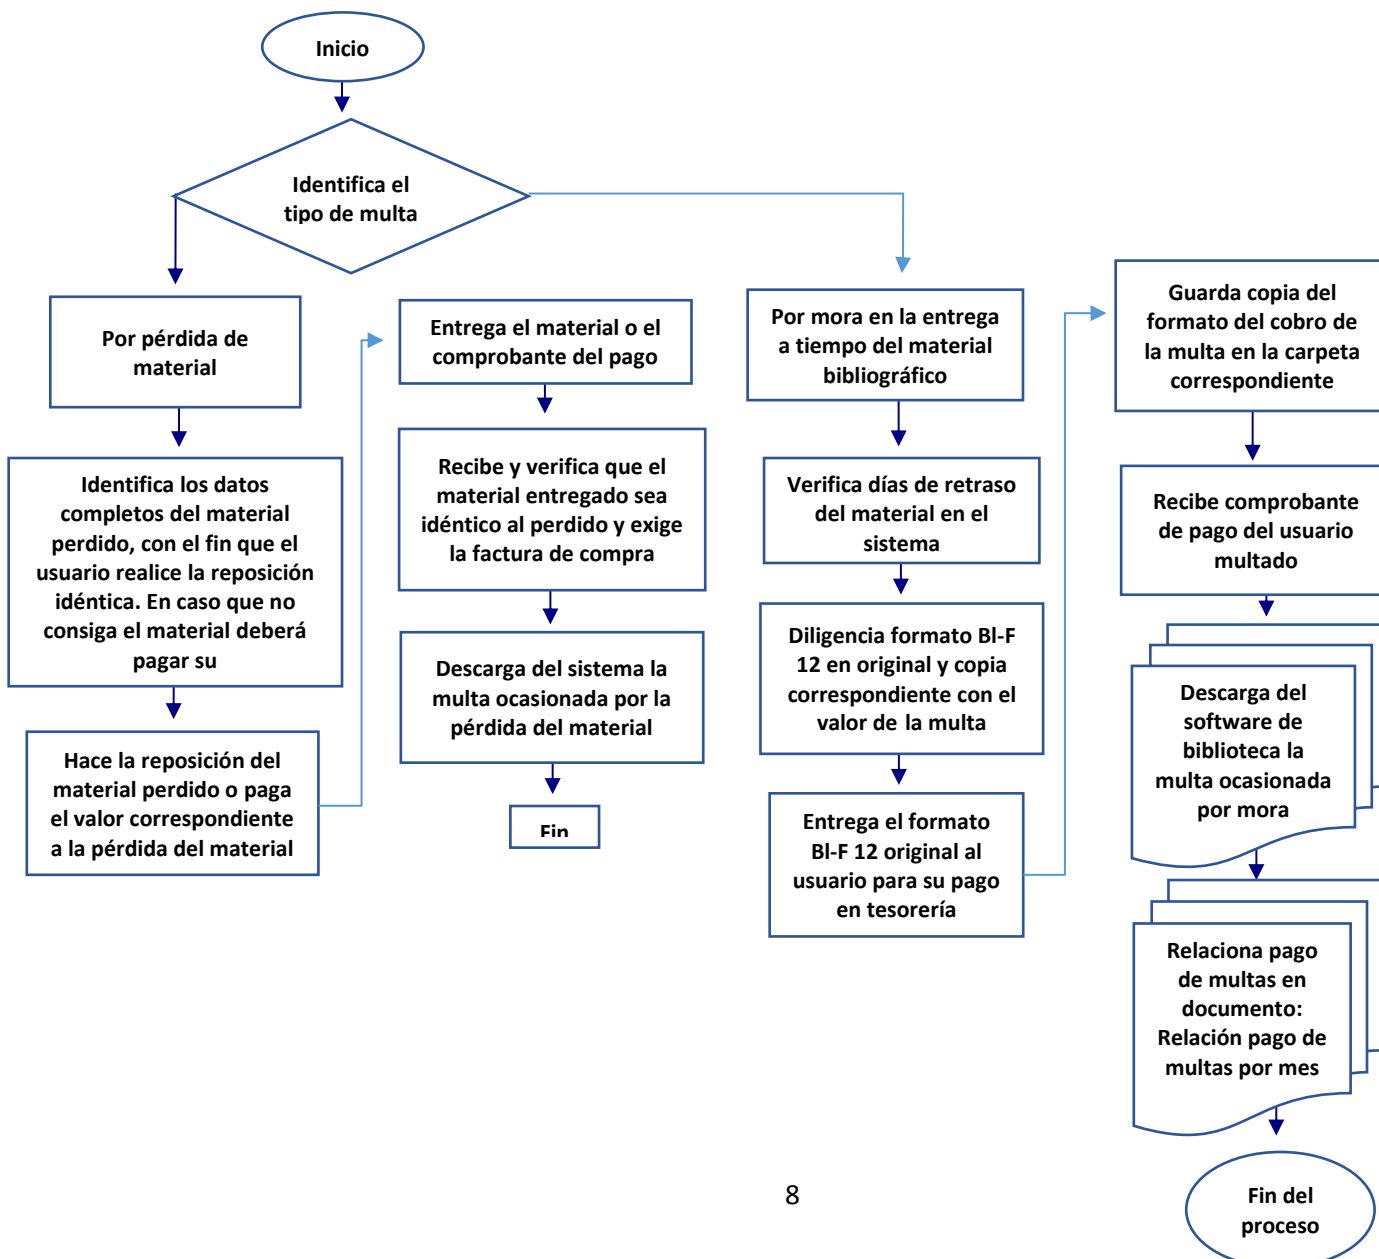 Inicio
Identifica el
tipo de multa
Por pérdida de
material
Identifica los datos
completos del material
perdido, con el fin que el
usuario realice la reposición
idéntica. En caso que no
consiga el material deberá
pagar su
Hace la reposición del
material perdido o paga
el valor correspondiente
a la pérdida del material
Entrega el material o el
comprobante del pago
Recibe y verifica que el
material entregado sea
idéntico al perdido y exige
la factura de compra
Descarga del sistema la
multa ocasionada por la
pérdida del material
Fin
Por mora en la entrega
a tiempo del material
bibliográfico
Verifica días de retraso
del material en el
sistema
Diligencia formato Bl-F
12 en original y copia
correspondiente con el
valor de la multa
Entrega el formato
Bl-F 12 original al
usuario para su pago
en tesorería
Guarda copia del
formato del cobro de
la multa en la carpeta
correspondiente
Recibe comprobante
de pago del usuario
multado
Descarga del
software de
biblioteca la
multa ocasionada
por mora
Relaciona pago
de multas en
documento:
Relación pago de
multas por mes
Fin del
proceso
8